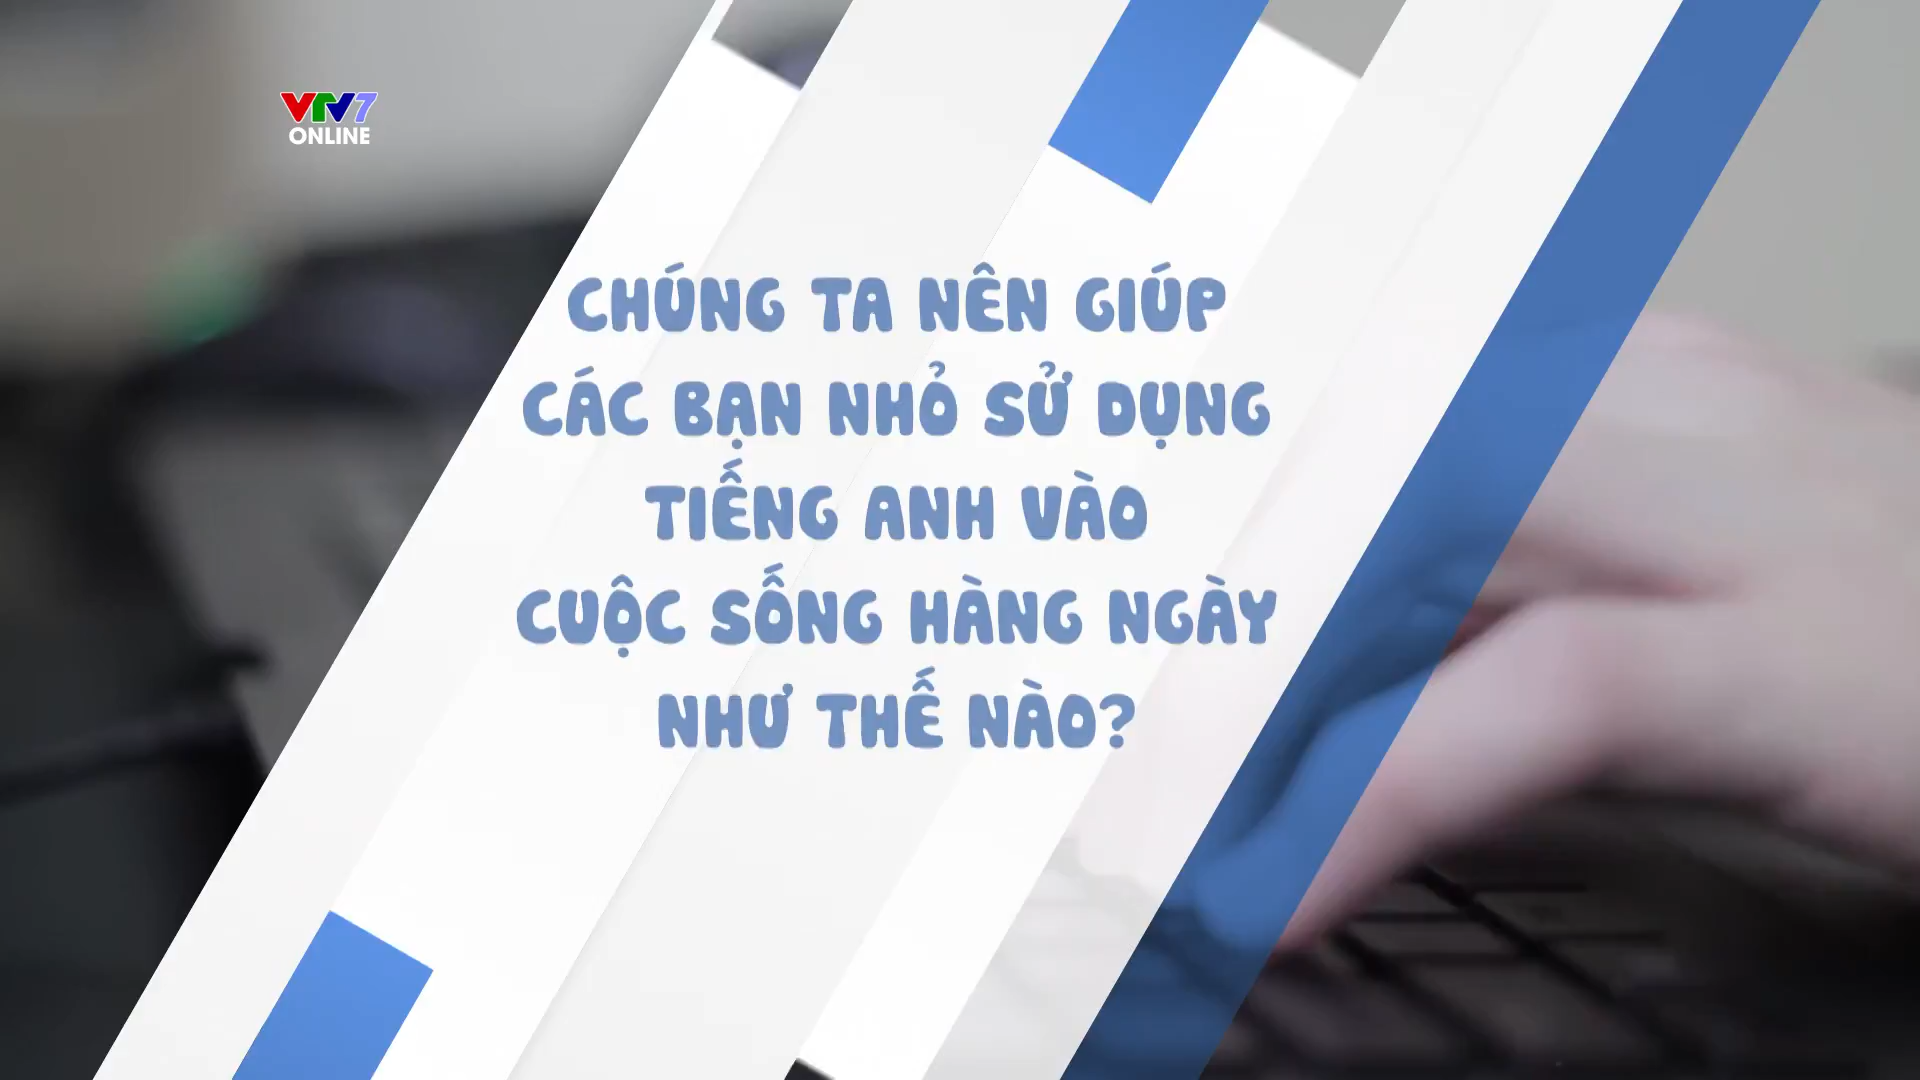 VTV7
ONLINE
CHÚNG TA NÊN GIÚP
CÁC BẠN NHỎ SỬ DỤNG
TIẾNG ANH VÀO
CUỘC SỐNG HÀNG NGÀY
NHƯ THẾ NÀO?